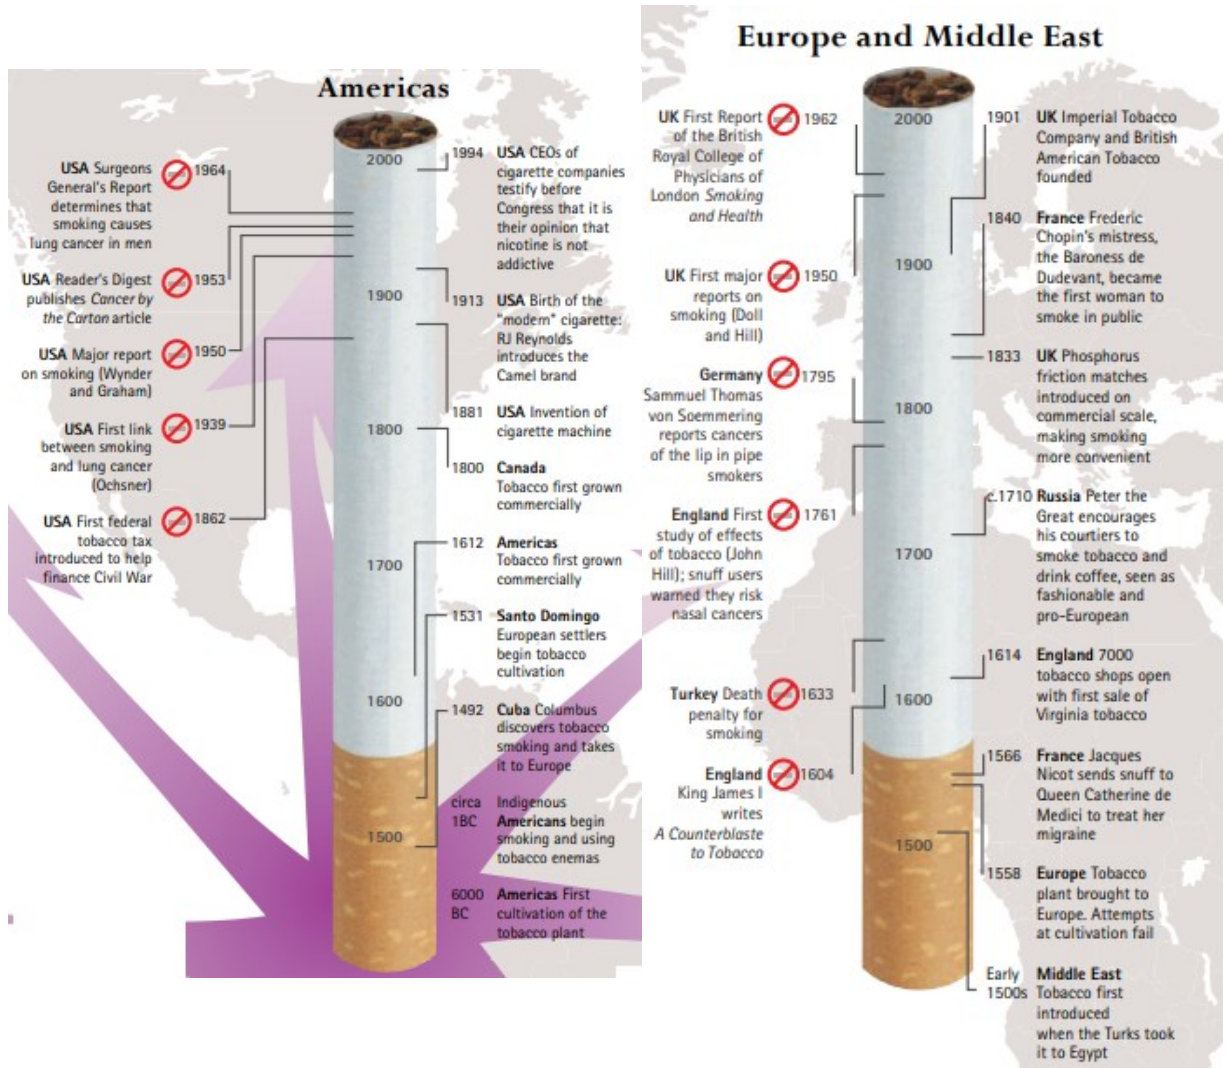 Americas
USA Surgeons
General's Report
determines that
smoking causes
lung cancer in men
1964
USA Reader's Digest
publishes Cancer by
the Carton article
1953
USA Major report
on smoking (Wynder
and Graham)
1950
USA First link
between smoking
and lung cancer
(Ochsner)
1939
USA First federal
tobacco tax
introduced to help
finance Civil War
1862
2000
1900
1800
1700
1600
1500
1994 USA CEOs of
cigarette companies
testify before
Congress that it is
their opinion that
nicotine is not
addictive
1913 USA Birth of the
"modern" cigarette:
RJ Reynolds
introduces the
Camel brand
1881 USA Invention of
cigarette machine
1800 Canada
Tobacco first grown
commercially
1612 Americas
Tobacco first grown
commercially
1531 Santo Domingo
European settlers
begin tobacco
cultivation
1492 Cuba Columbus
discovers tobacco
smoking and takes
it to Europe
circa Indigenous
1BC Americans begin
smoking and using
tobacco enemas
6000 Americas First
BC cultivation of the
tobacco plant
Europe and Middle East
UK First Report
of the British
Royal College of
Physicians of
London Smoking
and Health
1962
UK First major
reports on
smoking (Doll
and Hill)
1950
Germany
Sammuel Thomas
von Soemmering
reports cancers
of the lip in pipe
smokers
1795
England First
study of effects
of tobacco (John
Hill); snuff users
warned they risk
nasal cancers
1761
Turkey Death
penalty for
smoking
1633
England
King James I
writes
A Counterblaste
to Tobacco
1604
2000
1900
1800
1700
1600
1500
1901 UK Imperial Tobacco
Company and British
American Tobacco
founded
1840 France Frederic
Chopin's mistress,
the Baroness de
Dudevant, became
the first woman to
smoke in public
1833 UK Phosphorus
friction matches
introduced on
commercial scale,
making smoking
more convenient
c.1710 Russia Peter the
Great encourages
his courtiers to
smoke tobacco and
drink coffee, seen as
fashionable and
pro-European
1614 England 7000
tobacco shops open
with first sale of
Virginia tobacco
1566 France Jacques
Nicot sends snuff to
Queen Catherine de
Medici to treat her
migraine
1558 Europe Tobacco
plant brought to
Europe. Attempts
at cultivation fail
Early Middle East
1500s Tobacco first
introduced
when the Turks took
it to Egypt